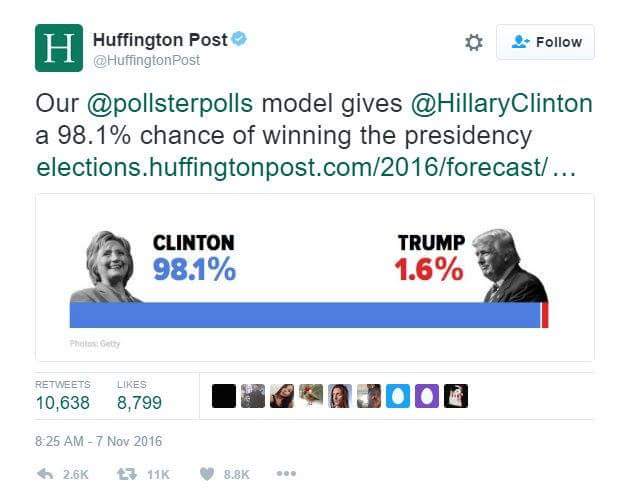 Huffington Post
@HuffingtonPost
Follow
Our @pollsterpolls model gives @HillaryClinton
a 98.1% chance of winning the presidency
elections.huffingtonpost.com/2016/forecast/…
CLINTON
98.1%
TRUMP
1.6%
Photos: Getty
RETWEETS LIKES
10,638 8,799
8:25 AM - 7 Nov 2016
2.6K 11K 8.8K